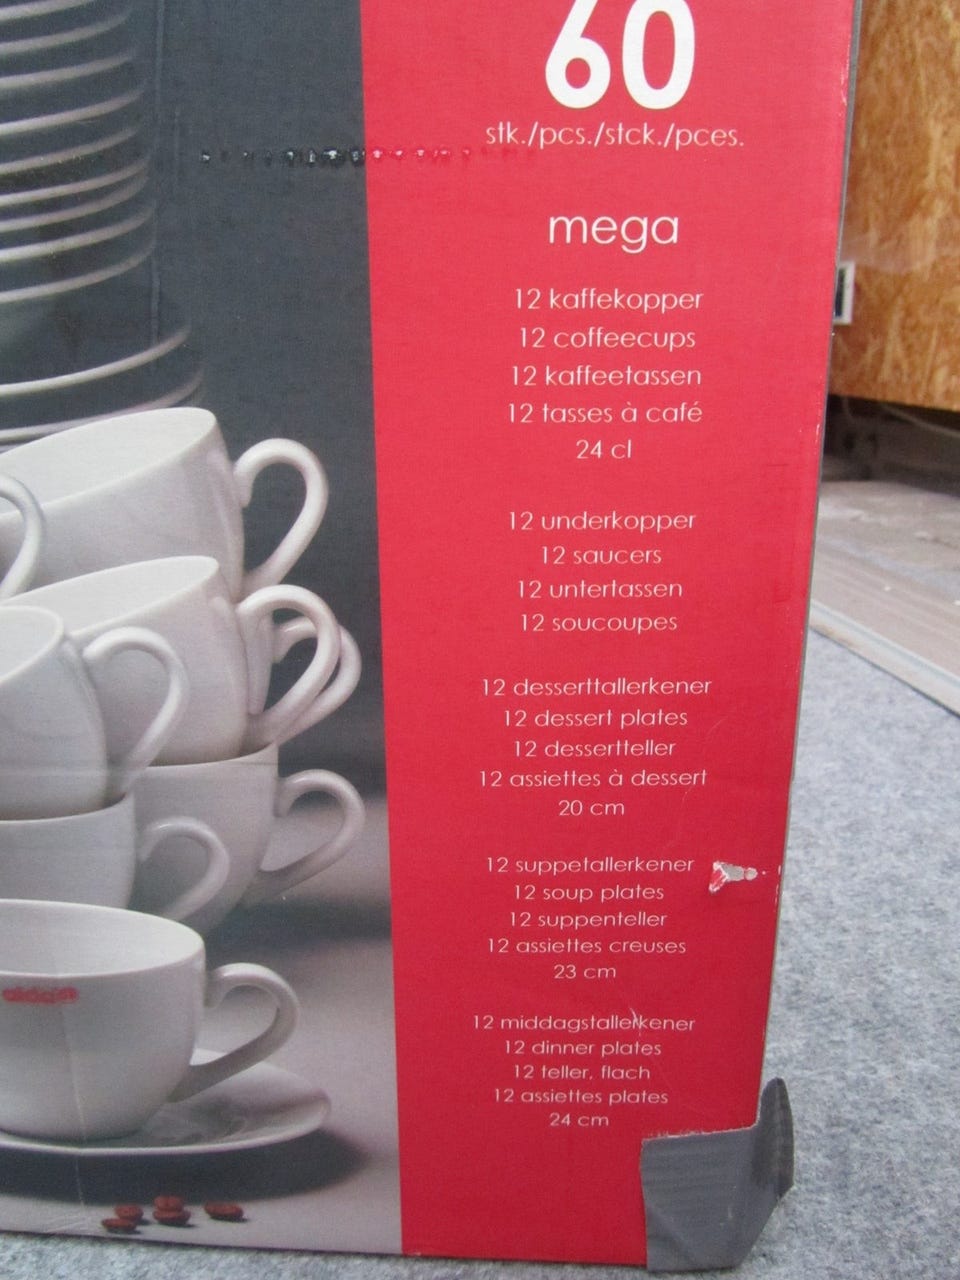 60
stk./pcs./stck./pces.
mega
12 kaffekopper
12 coffeecups
12 kaffeetassen
12 tasses à café
24 cl
12 underkopper
12 saucers
12 untertassen
12 soucoupes
12 desserttallerkener
12 dessert plates
12 dessertteller
12 assiettes à dessert
20 cm
12 suppetallerkener
12 soup plates
12 suppenteller
12 assiettes creuses
23 cm
12 middagstallerkener
12 dinner plates
12 teller, flach
12 assiettes plates
24 cm